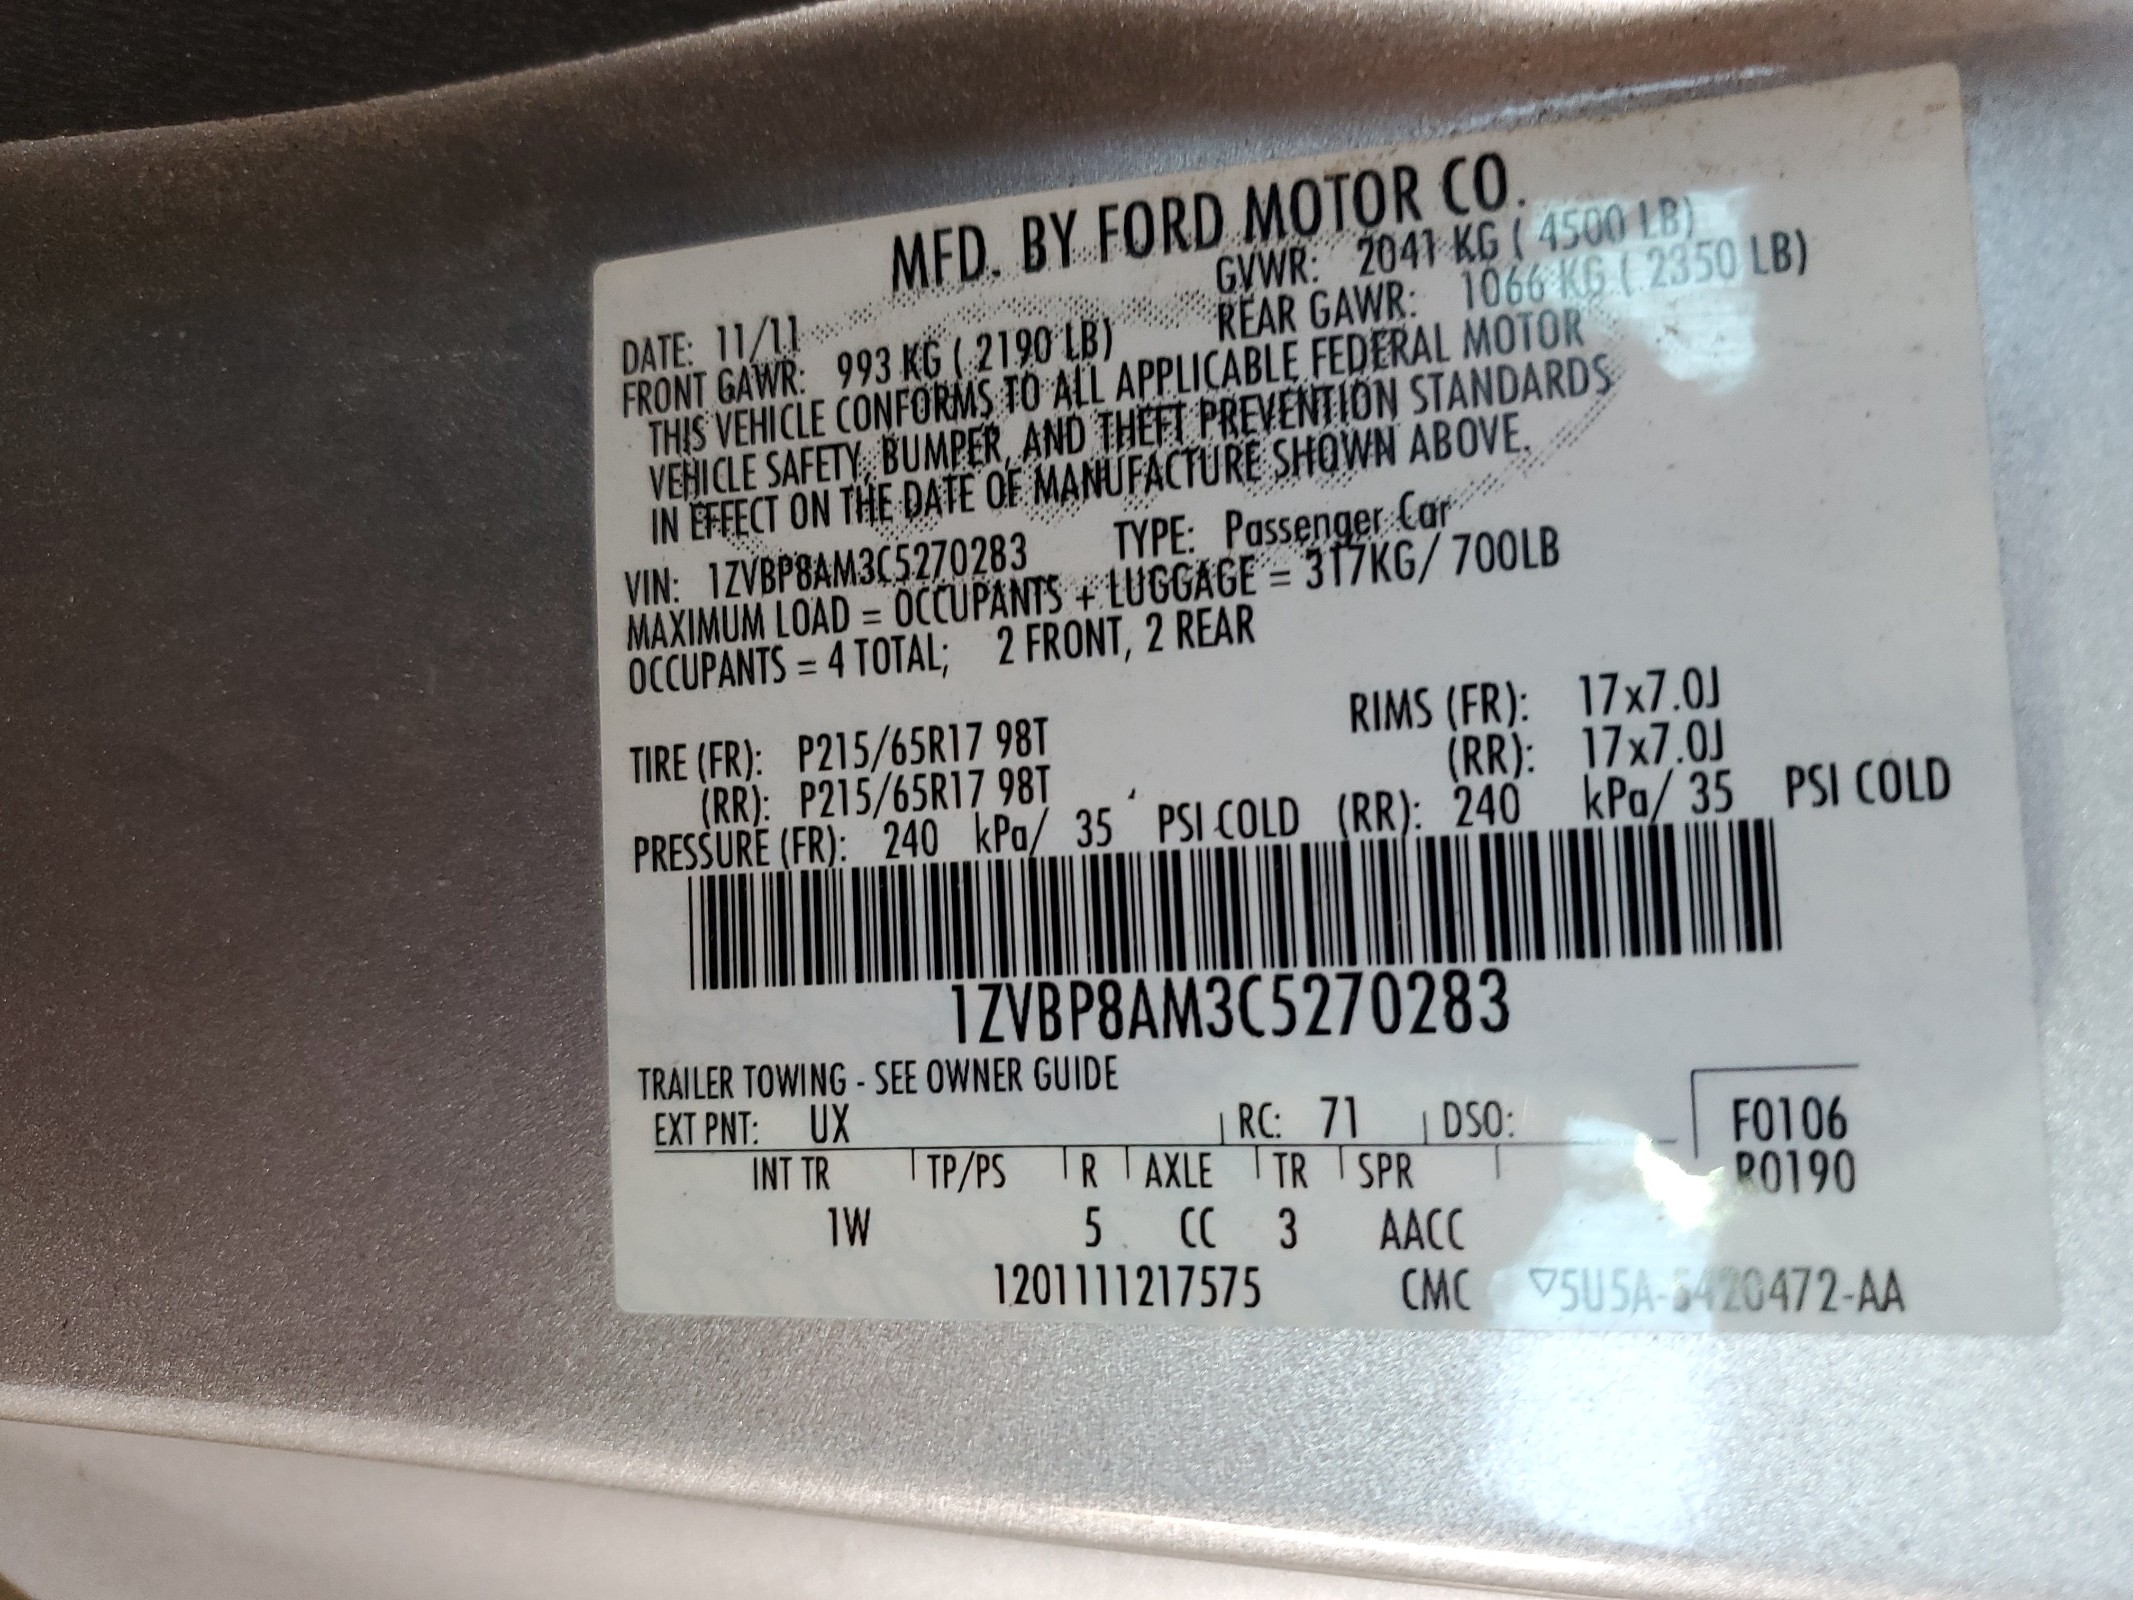 MFD. BY FORD MOTOR CO.
DATE: 11/11 GVWR: 2041 KG ( 4500 LB)
FRONT GAWR: 993 KG ( 2190 LB) REAR GAWR: 1066 KG ( 2350 LB)
THIS VEHICLE CONFORMS TO ALL APPLICABLE FEDERAL MOTOR
VEHICLE SAFETY, BUMPER, AND THEFT PREVENTION STANDARDS
IN EFFECT ON THE DATE OF MANUFACTURE SHOWN ABOVE.
VIN: 1ZVBP8AM3C5270283 TYPE: Passenger Car
MAXIMUM LOAD = OCCUPANTS + LUGGAGE = 317KG/ 700LB
OCCUPANTS = 4 TOTAL; 2 FRONT, 2 REAR
TIRE (FR): P215/65R17 98T RIMS (FR): 17x7.0J
(RR): P215/65R17 98T (RR): 17x7.0J
PRESSURE (FR): 240 kPa/ 35 PSI COLD (RR): 240 kPa/ 35 PSI COLD
1ZVBP8AM3C5270283
TRAILER TOWING - SEE OWNER GUIDE
EXT PNT: UX RC: 71 DSO: F0106
INT TR TP/PS R AXLE TR SPR R0190
1W 5 CC 3 AACC
1201111217575 CMC ▽5U5A-5420472-AA